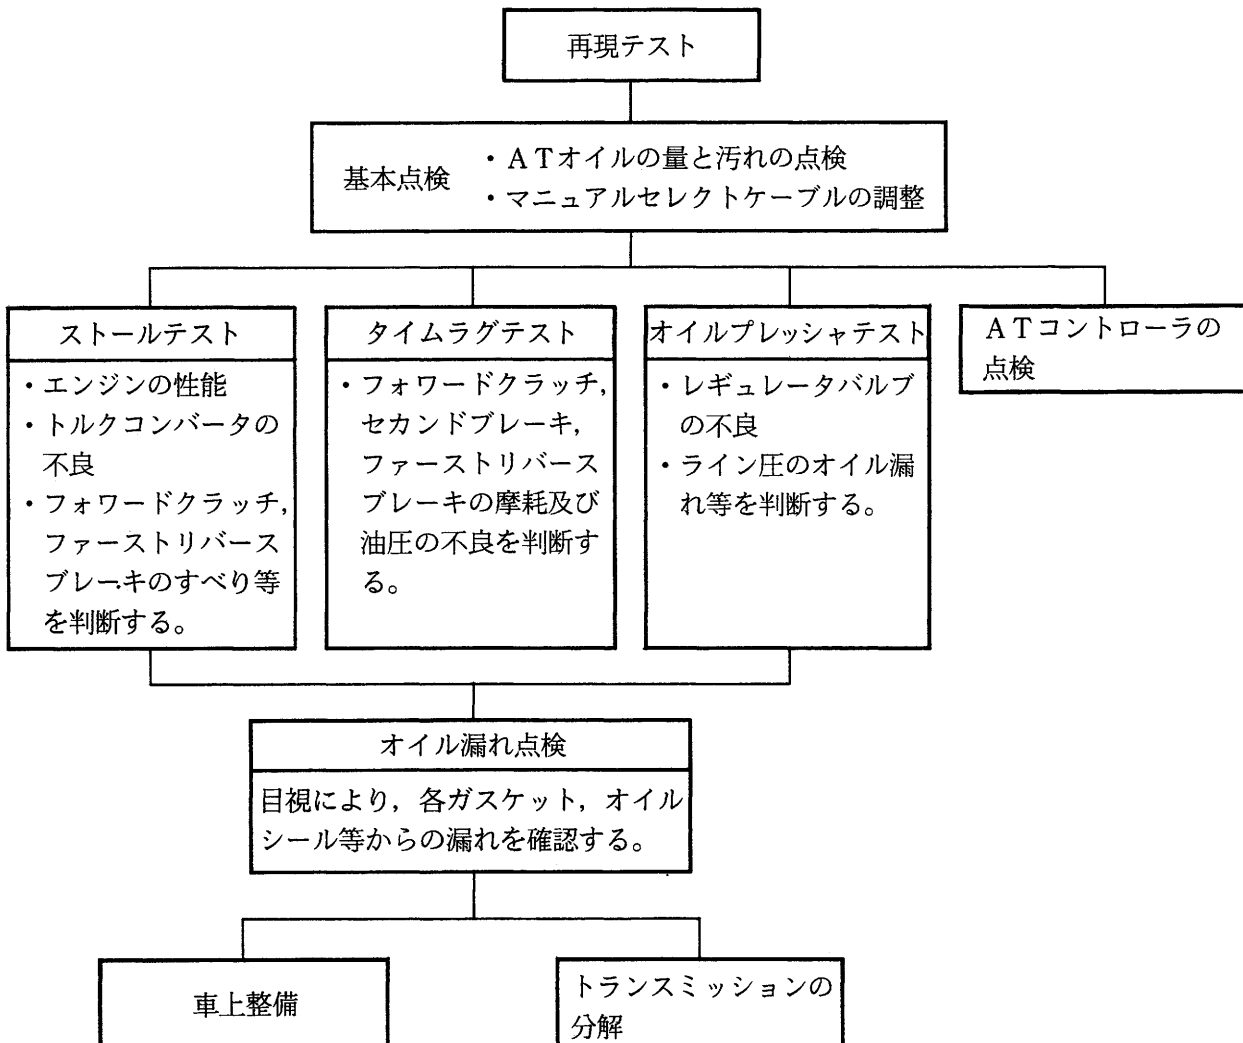 再現テスト
基本点検
・ATオイルの量と汚れの点検
・マニュアルセレクトケーブルの調整
ストールテスト
・エンジンの性能
・トルクコンバータの
不良
・フォワードクラッチ,
ファーストリバース
ブレーキのすべり等
を判断する。
タイムラグテスト
・フォワードクラッチ,
セカンドブレーキ,
ファーストリバース
ブレーキの摩耗及び
油圧の不良を判断す
る。
オイルプレッシャテスト
・レギュレータバルブ
の不良
・ライン圧のオイル漏
れ等を判断する。
ATコントローラの
点検
オイル漏れ点検
目視により,各ガスケット,オイル
シール等からの漏れを確認する。
車上整備
トランスミッションの
分解